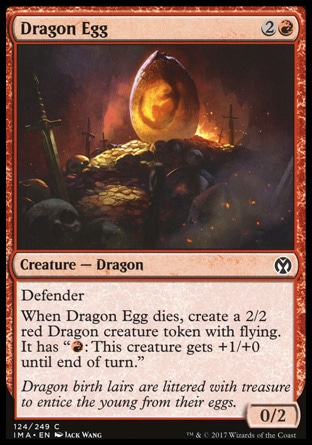 Dragon Egg 2
Creature — Dragon
Defender
When Dragon Egg dies, create a 2/2
red Dragon creature token with flying.
It has “: This creature gets +1/+0
until end of turn.”
Dragon birth lairs are littered with treasure
to entice the young from their eggs.
0/2
124/249 C
IMA • EN Jack Wang
™ & © 2017 Wizards of the Coast